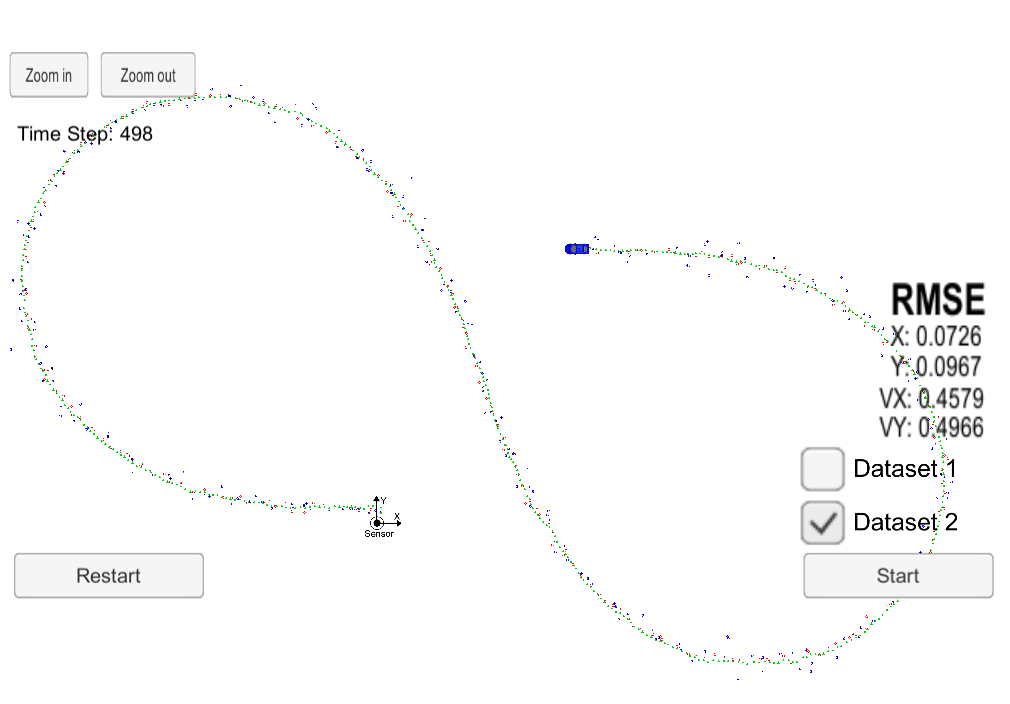 Zoom in
Zoom out
Time Step: 498
RMSE
X: 0.0726
Y: 0.0967
VX: 0.4579
VY: 0.4966
Dataset 1
Dataset 2
Y
X
Sensor
Restart
Start